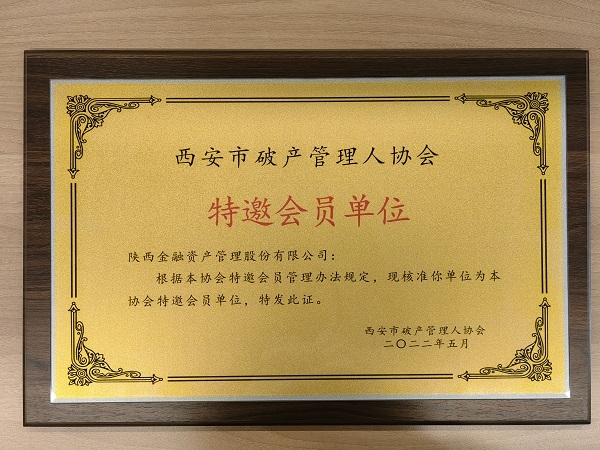 西安市破产管理人协会
特邀会员单位
陕西金融资产管理股份有限公司：
根据本协会特邀会员管理办法规定，现核准你单位为本
协会特邀会员单位，特发此证。
西安市破产管理人协会
二〇二二年五月